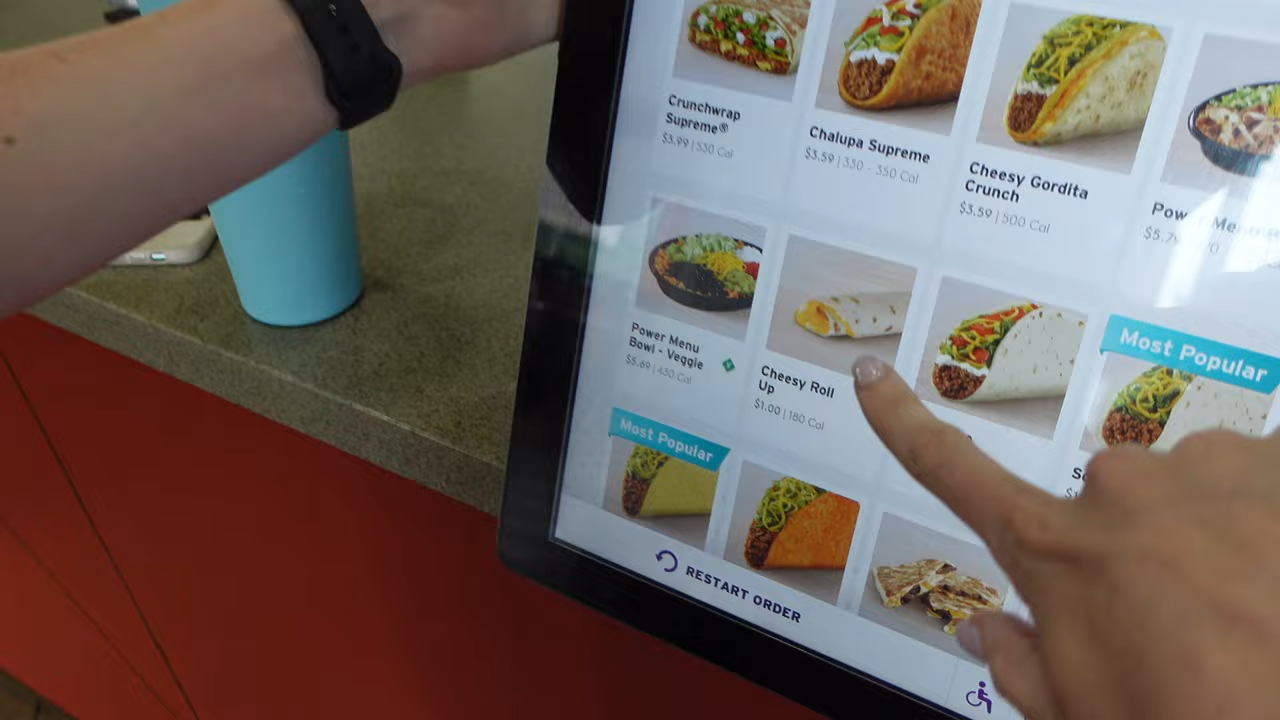 Crunchwrap
Supreme®
$3.99 | 530 Cal
Chalupa Supreme
$3.59 | 330 - 350 Cal
Cheesy Gordita
Crunch
$3.59 | 500 Cal
Power Menu
Power Menu
Bowl - Veggie
$5.69 | 430 Cal
Cheesy Roll
Up
$1.00 | 180 Cal
Most Popular
Most Popular
RESTART ORDER